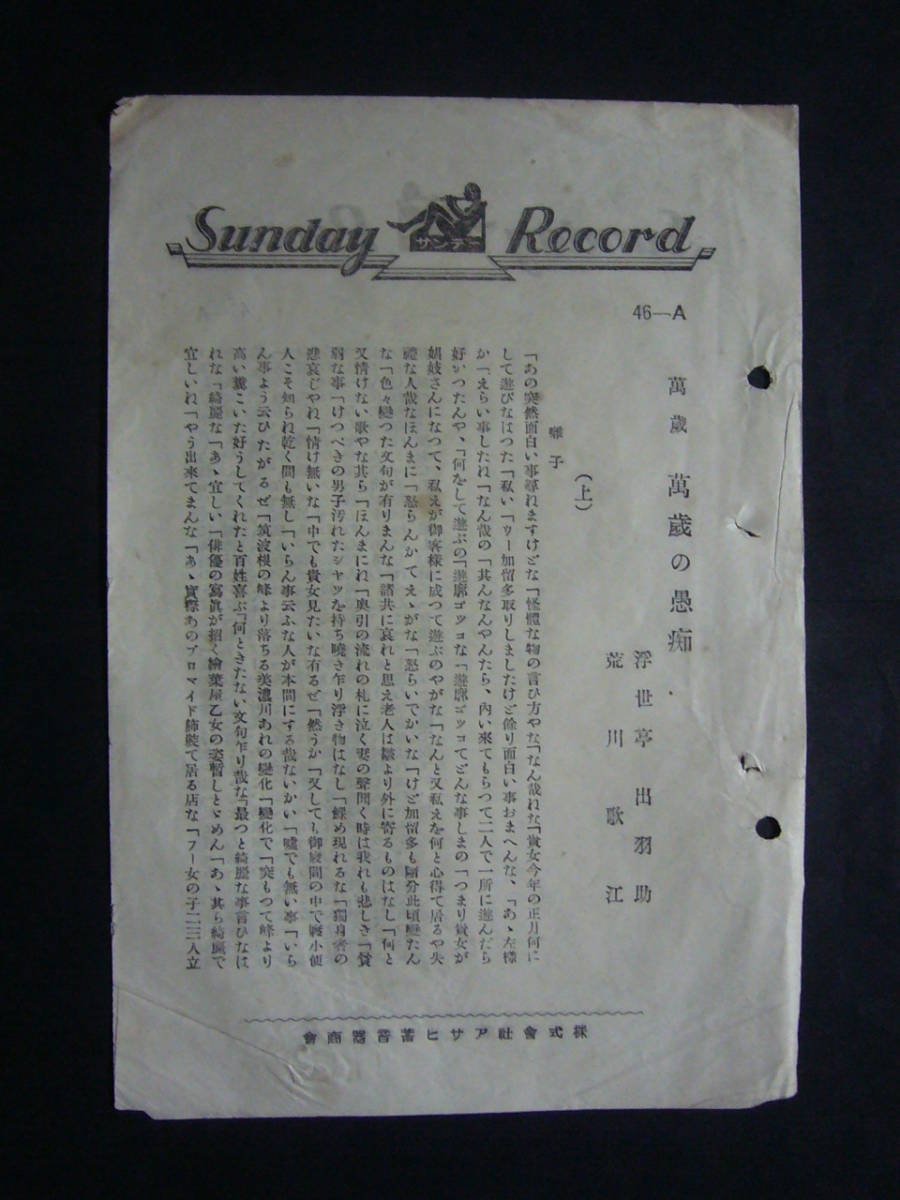 Sunday Record
サンデー
46—A
萬歳 萬歳の愚痴
浮世亭 出羽助
荒川 歌江
(上)
囃子
「あの突然面白い事尋れますけどな「怪體な物の言ひ方やな「なん哉れな「貴女今年の正月何に
して遊びなはつた「私い「ワー加留多取りしましたけど餘り面白い事おまへんな、「あゝ左樣
か「えらい事したれ「なん哉の「其んなんやんたら、内い來てもらつて二人で一所に遊んだら
好かつたんや、「何をして遊ぶの「遊廓ゴツコな「遊廓ゴツコてどんな事しまの「つまり貴女が
娼妓さんになつて、私えが御客樣に成つて遊ぶのやがな「なんと又私えを何と心得て居るや失
禮な人哉なほんまに「怒らんかてえゝがな「怒らいでかいな「けど加留多も隨分此頃變たん
な「色々變つた文句が有りまんな「諸共に哀れと思え老人は皺より外に寄るものはなし「何と
又情けない歌やな其ら「ほんまにれ「奥引の流れの札に泣く妻の聲聞く時は我れも悲しき「貧
弱な事「けつべきの男子汚れたシャツを持ち曉き乍り浮き物はなし「鰥め現れるな「獨身者の
悲哀じやれ「情け無いな「中でも貴女見たいな有るぜ「然うか「又しても御寢間の中で寢小便
人こそ知られ乾く間も無し「いらん事云ふな人が本間にする哉ないかい「嘘でも無い事「いら
ん事よう云ひたがるぜ「筑波根の峰より落ちる美濃川あれの變化「變化で「突もつて峰より
高い糞こいた好うしてくれたと百姓喜ぶ「何ときたない文句乍り哉な「最つと綺麗な事言ひなは
れな「綺麗な「あゝ宜しい「俳優の寫眞が招く繪葉屋乙女の姿暫しとゞめん「あゝ其ら綺麗で
宜しいれ「やう出來てまんな「あゝ實際あのブロマイド飾裝て居る店な「フー女の子二三人立
株式會社アサヒ蓄音器商會